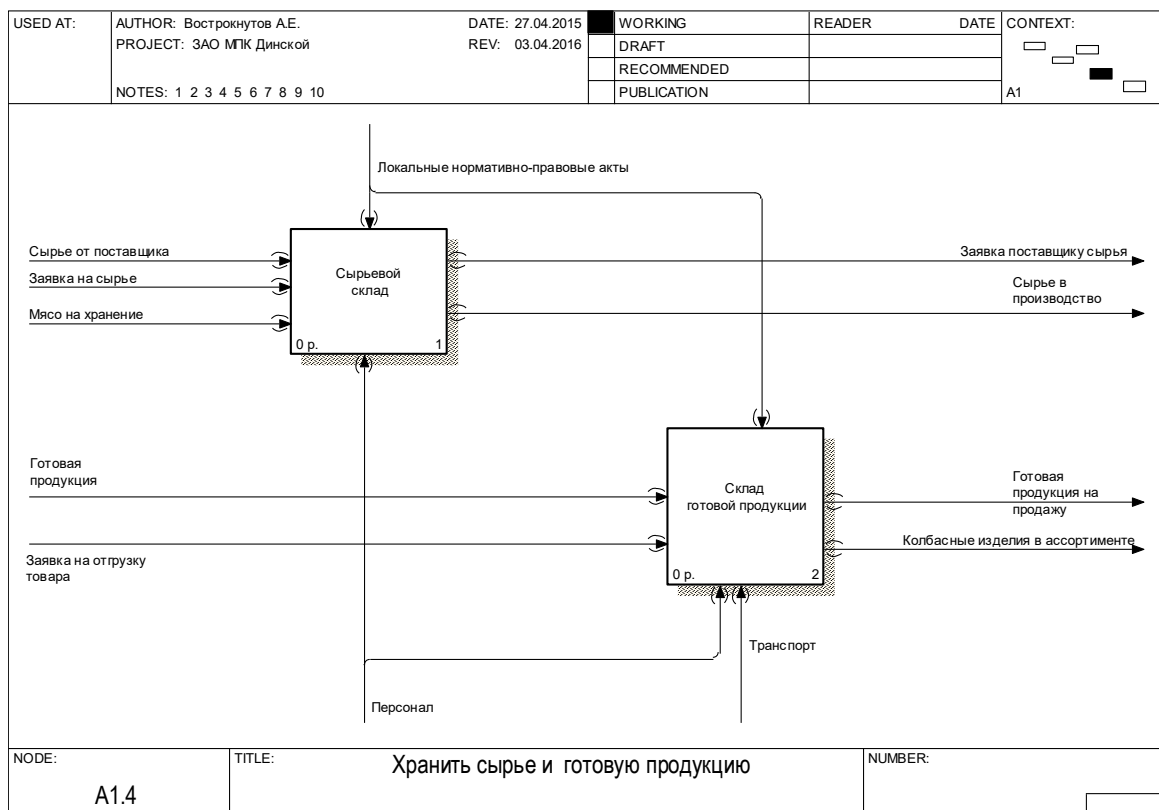 USED AT:
AUTHOR: Вострокнутов А.Е.
DATE: 27.04.2015
WORKING
READER
DATE
CONTEXT:
PROJECT: ЗАО МПК Динской
REV: 03.04.2016
DRAFT
RECOMMENDED
NOTES: 1 2 3 4 5 6 7 8 9 10
PUBLICATION
A1
Локальные нормативно-правовые акты
Сырье от поставщика
Заявка на сырье
Мясо на хранение
Сырьевой
склад
0 р.
1
Заявка поставщику сырья
Сырье в
производство
Готовая
продукция
Заявка на отгрузку
товара
Склад
готовой продукции
0 р.
2
Готовая
продукция на
продажу
Колбасные изделия в ассортименте
Транспорт
Персонал
NODE:
A1.4
TITLE:
Хранить сырье и готовую продукцию
NUMBER: